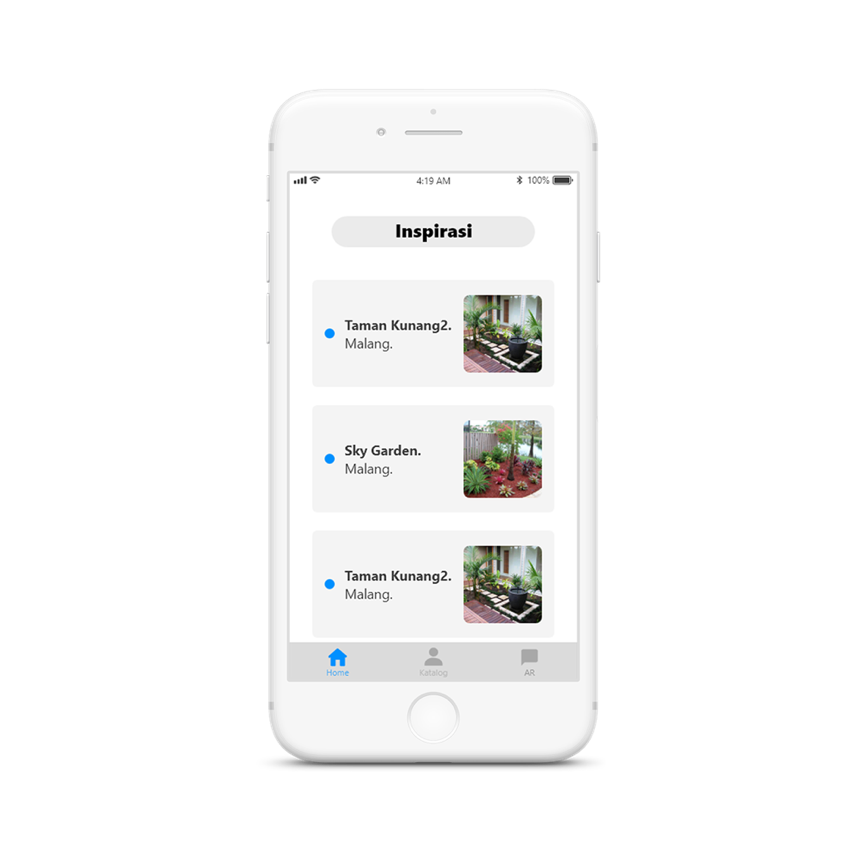 4:19 AM
100%
Inspirasi
Taman Kunang2.
Malang.
Sky Garden.
Malang.
Taman Kunang2.
Malang.
Home
Katalog
AR